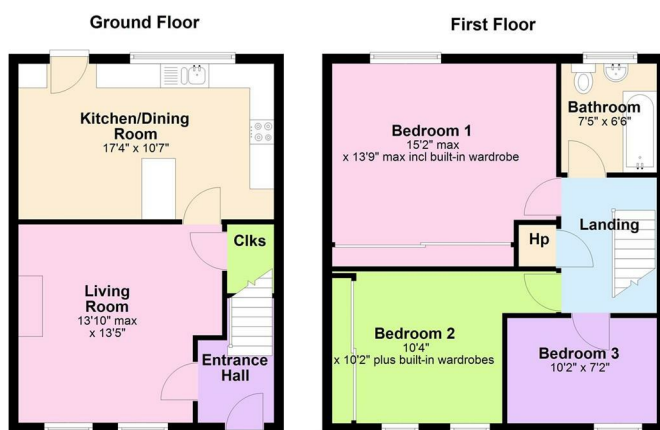 Ground Floor
Kitchen/Dining
Room
17'4" x 10'7"
Clks
Living
Room
13'10" max
x 13'5"
Entrance
Hall
First Floor
Bedroom 1
15'2" max
x 13'9" max incl built-in wardrobe
Bathroom
7'5" x 6'6"
Landing
Hp
Bedroom 2
10'4"
x 10'2" plus built-in wardrobes
Bedroom 3
10'2" x 7'2"